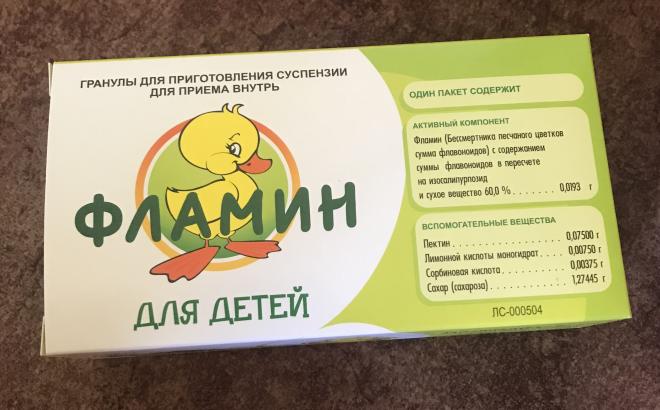 ГРАНУЛЫ ДЛЯ ПРИГОТОВЛЕНИЯ СУСПЕНЗИИ
ДЛЯ ПРИЕМА ВНУТРЬ
ФЛАМИН
ДЛЯ ДЕТЕЙ
ОДИН ПАКЕТ СОДЕРЖИТ
АКТИВНЫЙ КОМПОНЕНТ
Фламин (Бессмертника песчаного цветков
сумма флавоноидов) с содержанием
суммы флавоноидов в пересчете
на изосалипурпозид
и сухое вещество 60,0 % . . . . . . . 0,0193 г
ВСПОМОГАТЕЛЬНЫЕ ВЕЩЕСТВА
Пектин . . . . . . . . . . . . . . . . . 0,07500 г
Лимонной кислоты моногидрат . . . . 0,00750 г
Сорбиновая кислота . . . . . . . . . . 0,00375 г
Сахар (сахароза) . . . . . . . . . . . . 1,27445 г
ЛС-000504